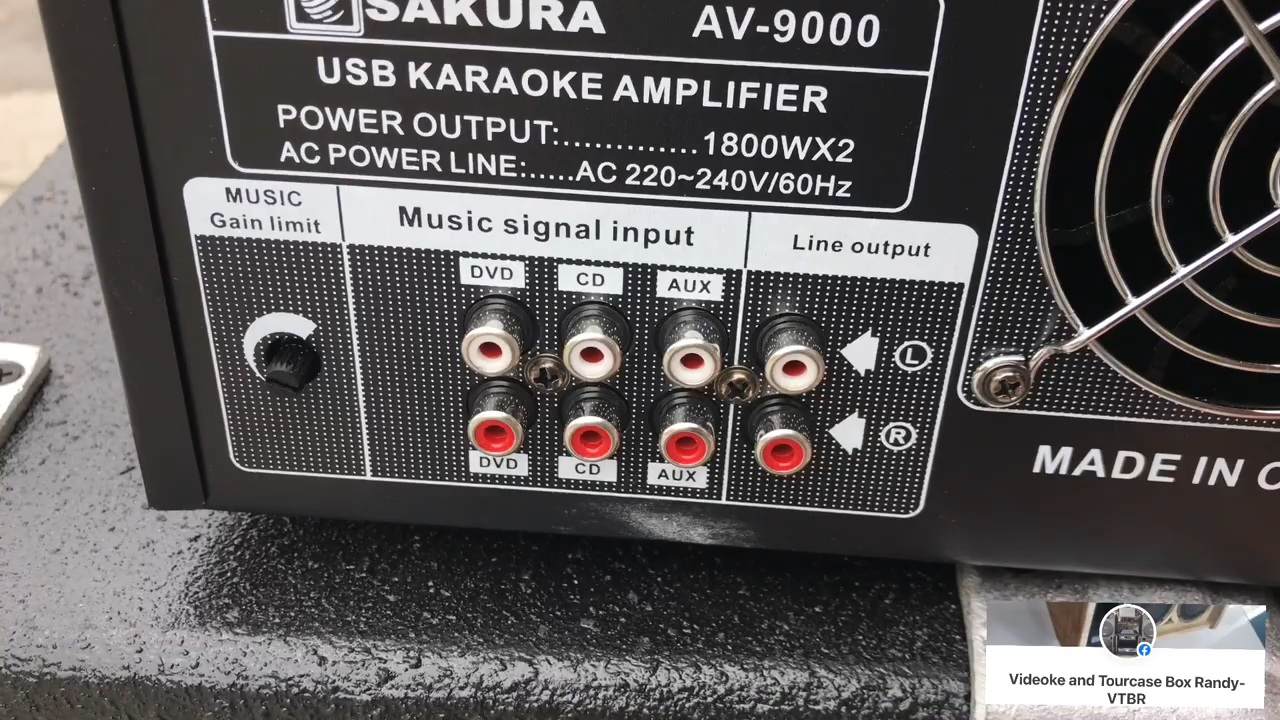 SAKURA AV-9000
USB KARAOKE AMPLIFIER
POWER OUTPUT:..............1800WX2
AC POWER LINE:.....AC 220~240V/60Hz
MUSIC
Gain limit
Music signal input
Line output
DVD CD AUX
L
R
DVD CD AUX
MADE IN
Videoke and Tourcase Box Randy-
VTBR